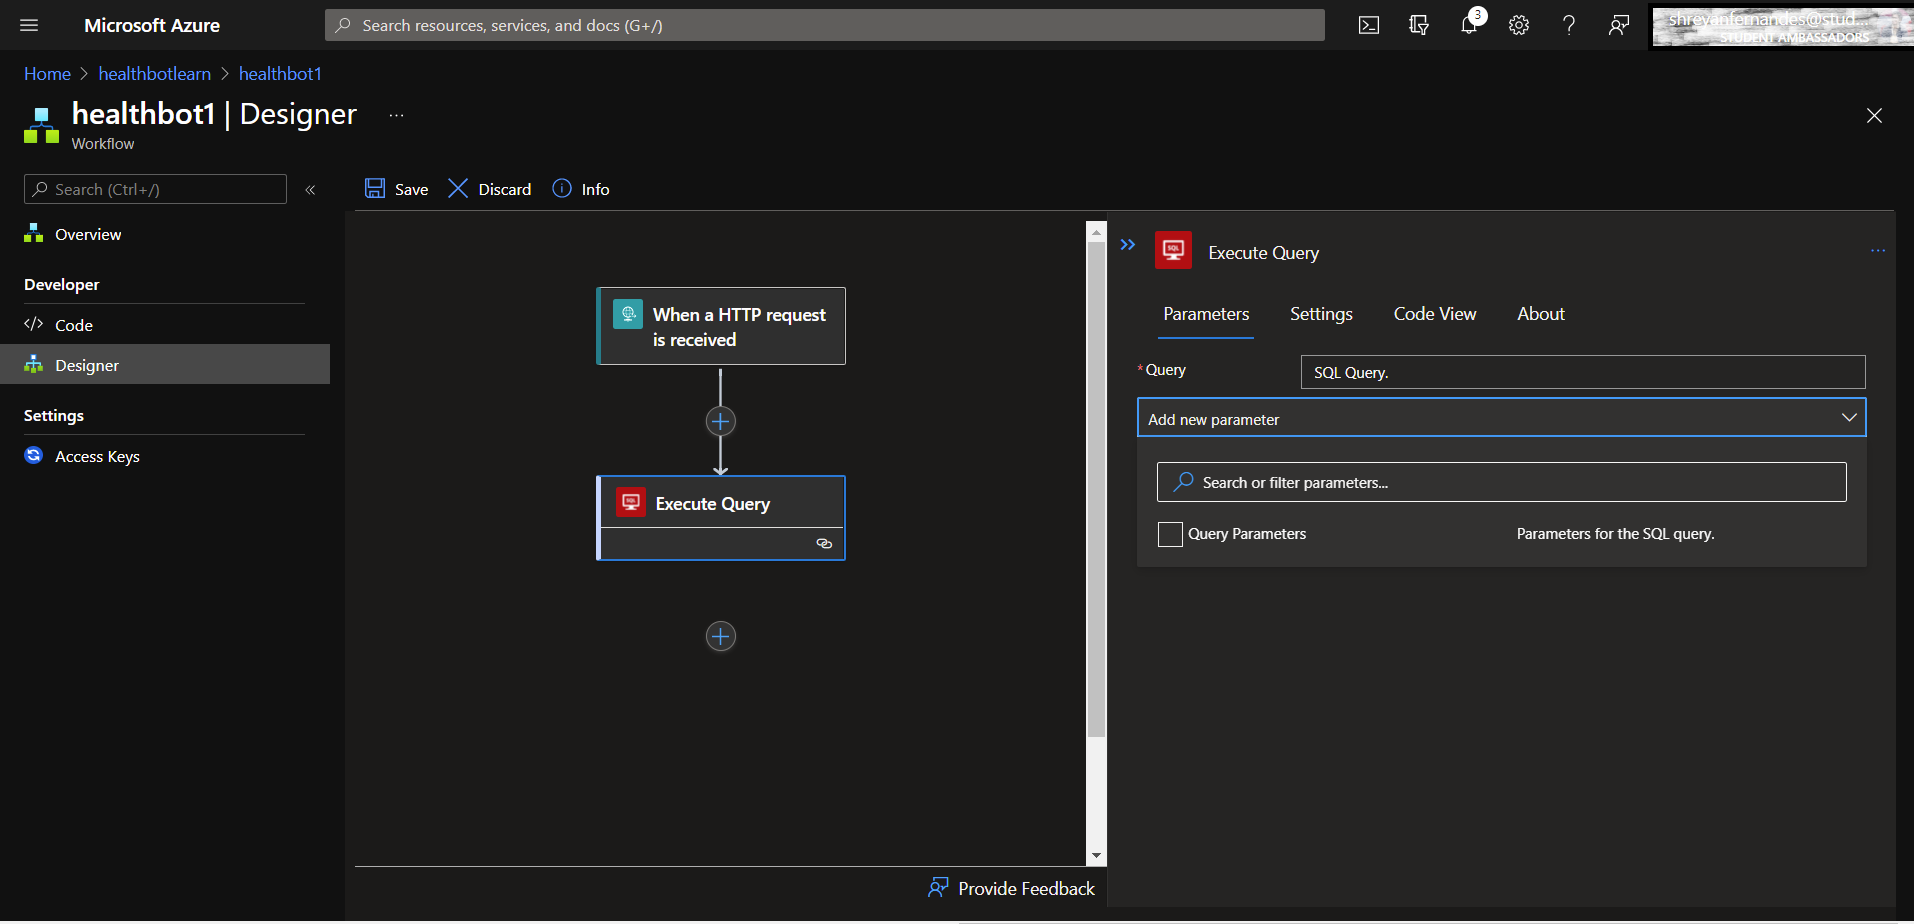 Microsoft Azure
Search resources, services, and docs (G+/)
3
shrevanfernandes@stud...
STUDENT AMBASSADORS
Home > healthbotlearn > healthbot1
healthbot1 | Designer ...
Workflow
Search (Ctrl+/)
«
Overview
Developer
</> Code
Designer
Settings
Access Keys
Save
Discard
Info
When a HTTP request
is received
SQL
Execute Query
Provide Feedback
SQL
Execute Query
...
Parameters
Settings
Code View
About
*Query
SQL Query.
Add new parameter
Search or filter parameters...
Query Parameters
Parameters for the SQL query.